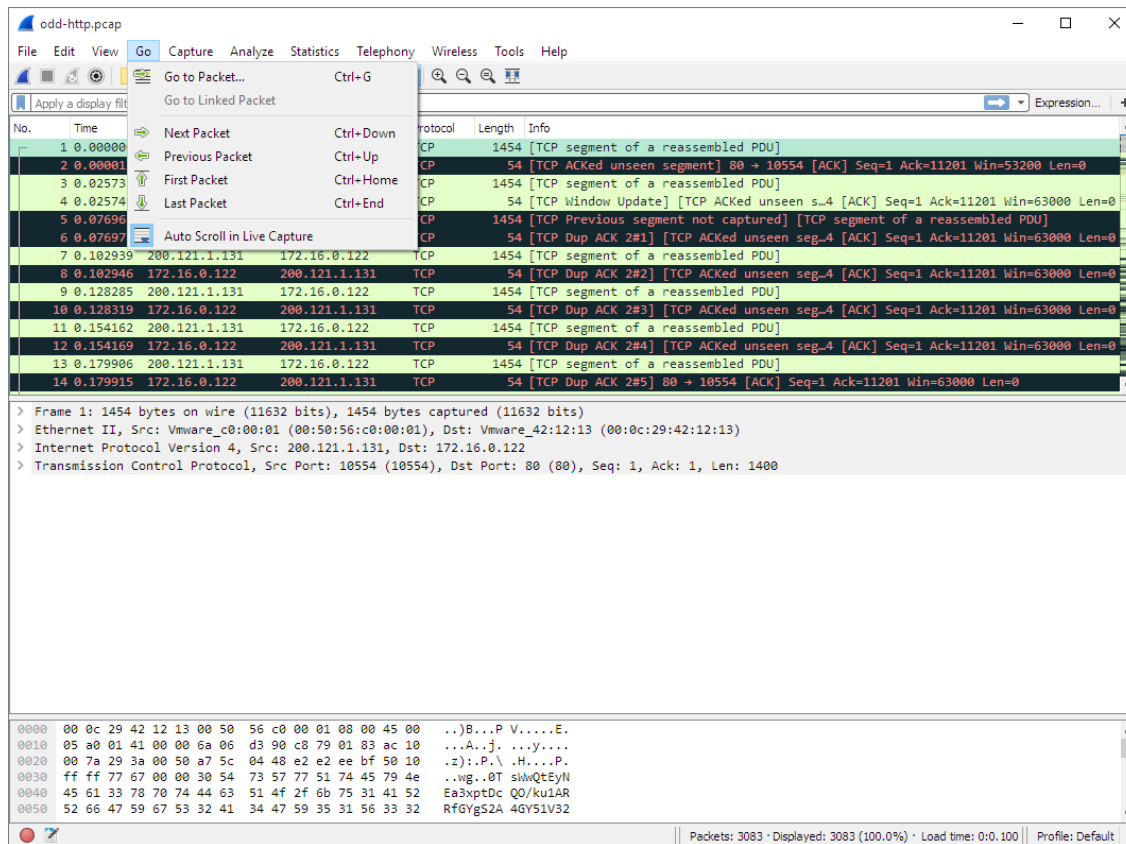 odd-http.pcap
File Edit View Go Capture Analyze Statistics Telephony Wireless Tools Help
Go to Packet... Ctrl+G
Go to Linked Packet
Next Packet Ctrl+Down
Previous Packet Ctrl+Up
First Packet Ctrl+Home
Last Packet Ctrl+End
Auto Scroll in Live Capture
Apply a display filt Expression... +
No. Time rotocol Length Info
1 0.00000 CP 1454 [TCP segment of a reassembled PDU]
2 0.00001 CP 54 [TCP ACKed unseen segment] 80 → 10554 [ACK] Seq=1 Ack=11201 Win=53200 Len=0
3 0.02573 CP 1454 [TCP segment of a reassembled PDU]
4 0.02574 CP 54 [TCP Window Update] [TCP ACKed unseen s…4 [ACK] Seq=1 Ack=11201 Win=63000 Len=0
5 0.07696 CP 1454 [TCP Previous segment not captured] [TCP segment of a reassembled PDU]
6 0.07697 CP 54 [TCP Dup ACK 2#1] [TCP ACKed unseen seg…4 [ACK] Seq=1 Ack=11201 Win=63000 Len=0
7 0.102939 200.121.1.131 172.16.0.122 TCP 1454 [TCP segment of a reassembled PDU]
8 0.102946 172.16.0.122 200.121.1.131 TCP 54 [TCP Dup ACK 2#2] [TCP ACKed unseen seg…4 [ACK] Seq=1 Ack=11201 Win=63000 Len=0
9 0.128285 200.121.1.131 172.16.0.122 TCP 1454 [TCP segment of a reassembled PDU]
10 0.128319 172.16.0.122 200.121.1.131 TCP 54 [TCP Dup ACK 2#3] [TCP ACKed unseen seg…4 [ACK] Seq=1 Ack=11201 Win=63000 Len=0
11 0.154162 200.121.1.131 172.16.0.122 TCP 1454 [TCP segment of a reassembled PDU]
12 0.154169 172.16.0.122 200.121.1.131 TCP 54 [TCP Dup ACK 2#4] [TCP ACKed unseen seg…4 [ACK] Seq=1 Ack=11201 Win=63000 Len=0
13 0.179906 200.121.1.131 172.16.0.122 TCP 1454 [TCP segment of a reassembled PDU]
14 0.179915 172.16.0.122 200.121.1.131 TCP 54 [TCP Dup ACK 2#5] 80 → 10554 [ACK] Seq=1 Ack=11201 Win=63000 Len=0
> Frame 1: 1454 bytes on wire (11632 bits), 1454 bytes captured (11632 bits)
> Ethernet II, Src: Vmware_c0:00:01 (00:50:56:c0:00:01), Dst: Vmware_42:12:13 (00:0c:29:42:12:13)
> Internet Protocol Version 4, Src: 200.121.1.131, Dst: 172.16.0.122
> Transmission Control Protocol, Src Port: 10554 (10554), Dst Port: 80 (80), Seq: 1, Ack: 1, Len: 1400
0000 00 0c 29 42 12 13 00 50 56 c0 00 01 08 00 45 00 ..)B...P V.....E.
0010 05 a0 01 41 00 00 6a 06 d3 90 c8 79 01 83 ac 10 ...A..j. ...y....
0020 00 7a 29 3a 00 50 a7 5c 04 48 e2 e2 ee bf 50 10 .z):.P.\ .H....P.
0030 ff ff 77 67 00 00 30 54 73 57 77 51 74 45 79 4e ..wg..0T sWwQtEyN
0040 45 61 33 78 70 74 44 63 51 4f 2f 6b 75 31 41 52 Ea3xptDc QO/ku1AR
0050 52 66 47 59 67 53 32 41 34 47 59 35 31 56 33 32 RfGYgS2A 4GY51V32
Packets: 3083 · Displayed: 3083 (100.0%) · Load time: 0:0.100 Profile: Default